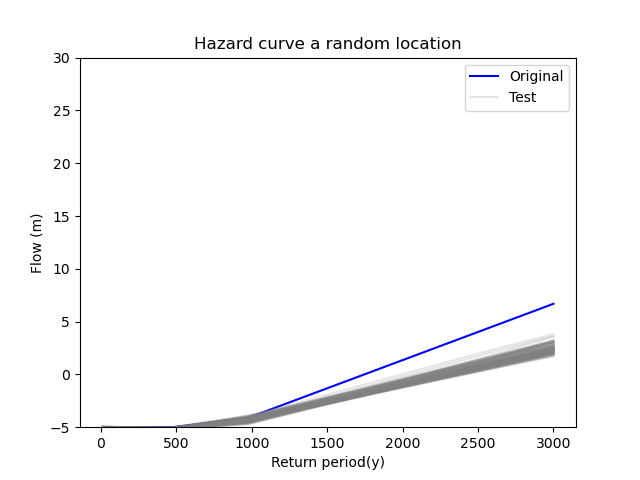 Hazard curve a random location
Original
Test
30
25
20
15
10
5
0
−5
Flow (m)
0 500 1000 1500 2000 2500 3000
Return period(y)